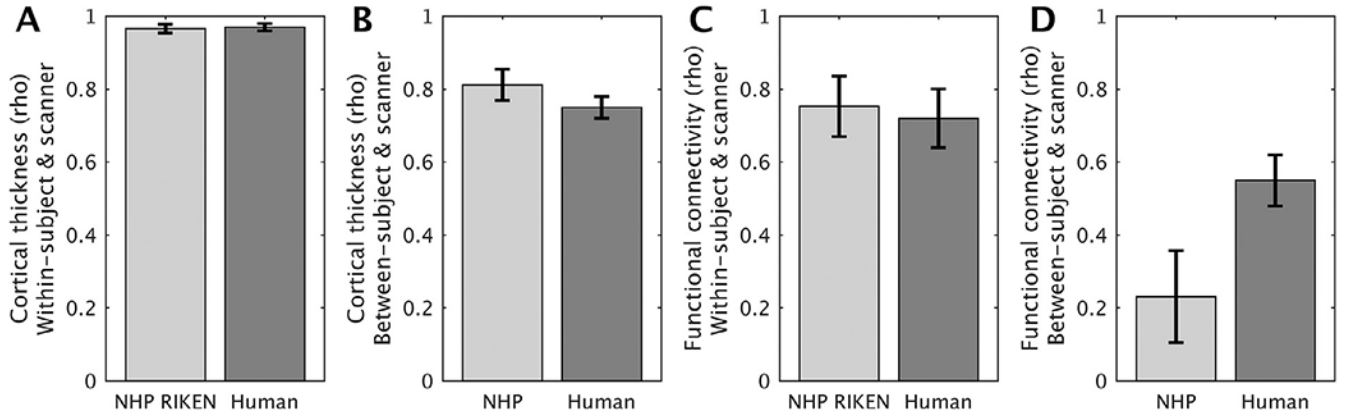 A
Cortical thickness (rho)
Within-subject & scanner
1
0.8
0.6
0.4
0.2
0
NHP RIKEN
Human
B
Cortical thickness (rho)
Between-subject & scanner
1
0.8
0.6
0.4
0.2
0
NHP
Human
C
Functional connectivity (rho)
Within-subject & scanner
1
0.8
0.6
0.4
0.2
0
NHP RIKEN
Human
D
Functional connectivity (rho)
Between-subject & scanner
1
0.8
0.6
0.4
0.2
0
NHP
Human